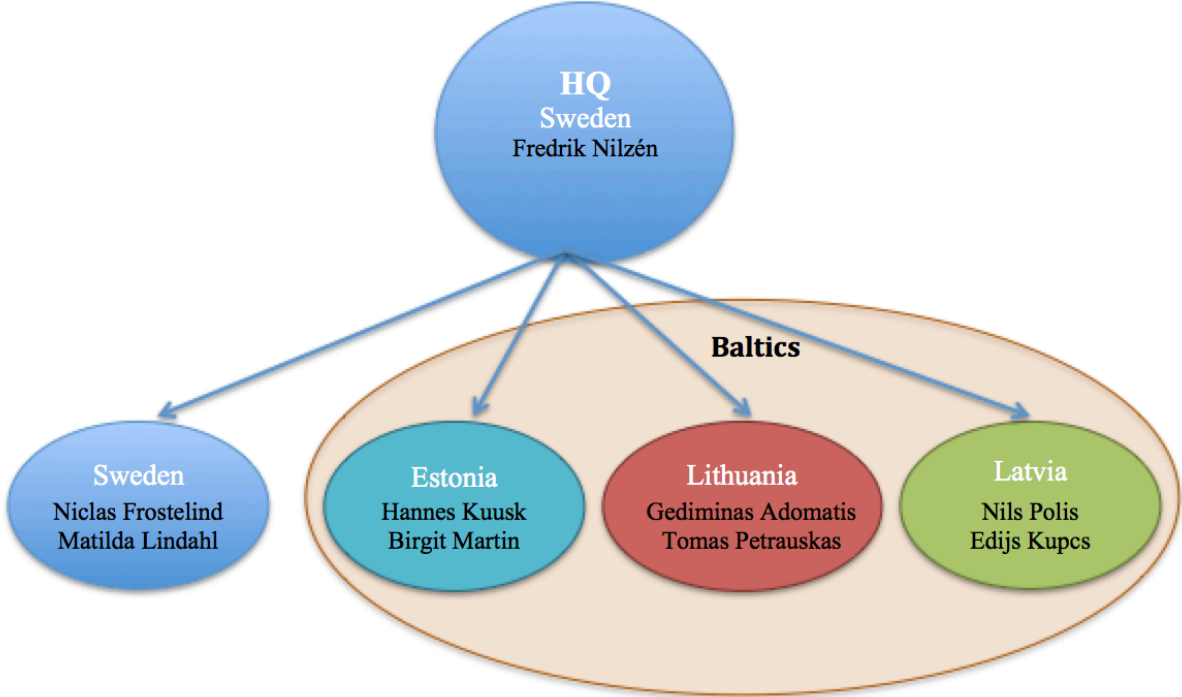 HQ
Sweden
Fredrik Nilzén
Baltics
Sweden
Niclas Frostelind
Matilda Lindahl
Estonia
Hannes Kuusk
Birgit Martin
Lithuania
Gediminas Adomatis
Tomas Petrauskas
Latvia
Nils Polis
Edijs Kupcs